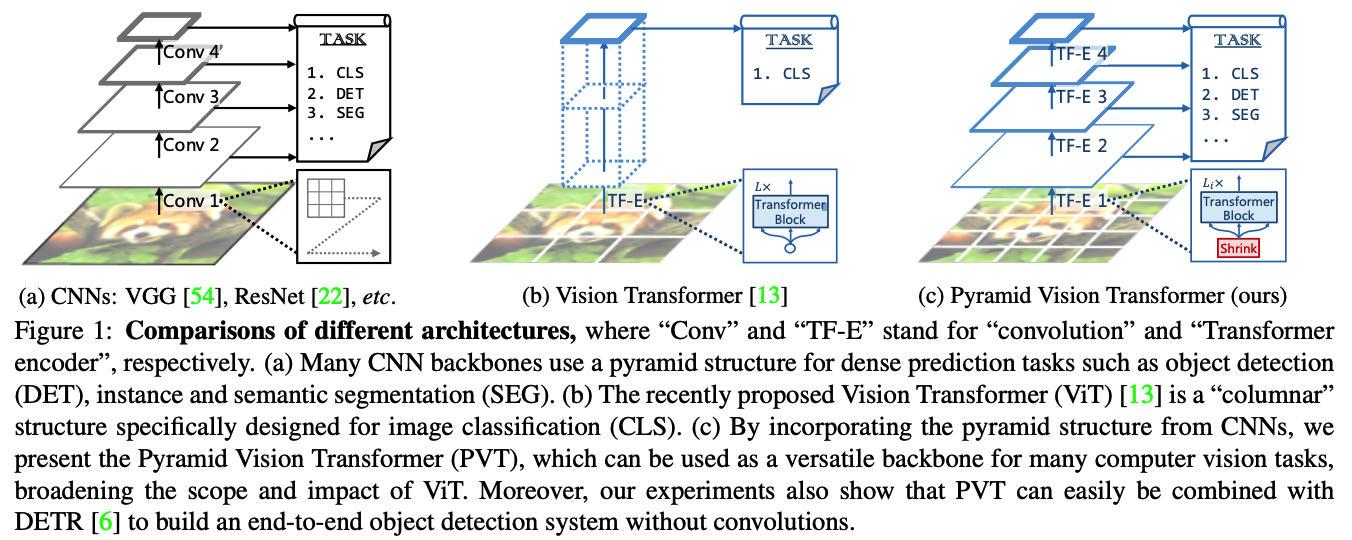 Conv 4
Conv 3
Conv 2
Conv 1
TASK
1. CLS
2. DET
3. SEG
...
(a) CNNs: VGG [54], ResNet [22], etc.
TF-E
TASK
1. CLS
L×
Transformer
Block
(b) Vision Transformer [13]
TF-E 4
TF-E 3
TF-E 2
TF-E 1
TASK
1. CLS
2. DET
3. SEG
...
Lᵢ×
Transformer
Block
Shrink
(c) Pyramid Vision Transformer (ours)
Figure 1: Comparisons of different architectures, where “Conv” and “TF-E” stand for “convolution” and “Transformer
encoder”, respectively. (a) Many CNN backbones use a pyramid structure for dense prediction tasks such as object detection
(DET), instance and semantic segmentation (SEG). (b) The recently proposed Vision Transformer (ViT) [13] is a “columnar”
structure specifically designed for image classification (CLS). (c) By incorporating the pyramid structure from CNNs, we
present the Pyramid Vision Transformer (PVT), which can be used as a versatile backbone for many computer vision tasks,
broadening the scope and impact of ViT. Moreover, our experiments also show that PVT can easily be combined with
DETR [6] to build an end-to-end object detection system without convolutions.